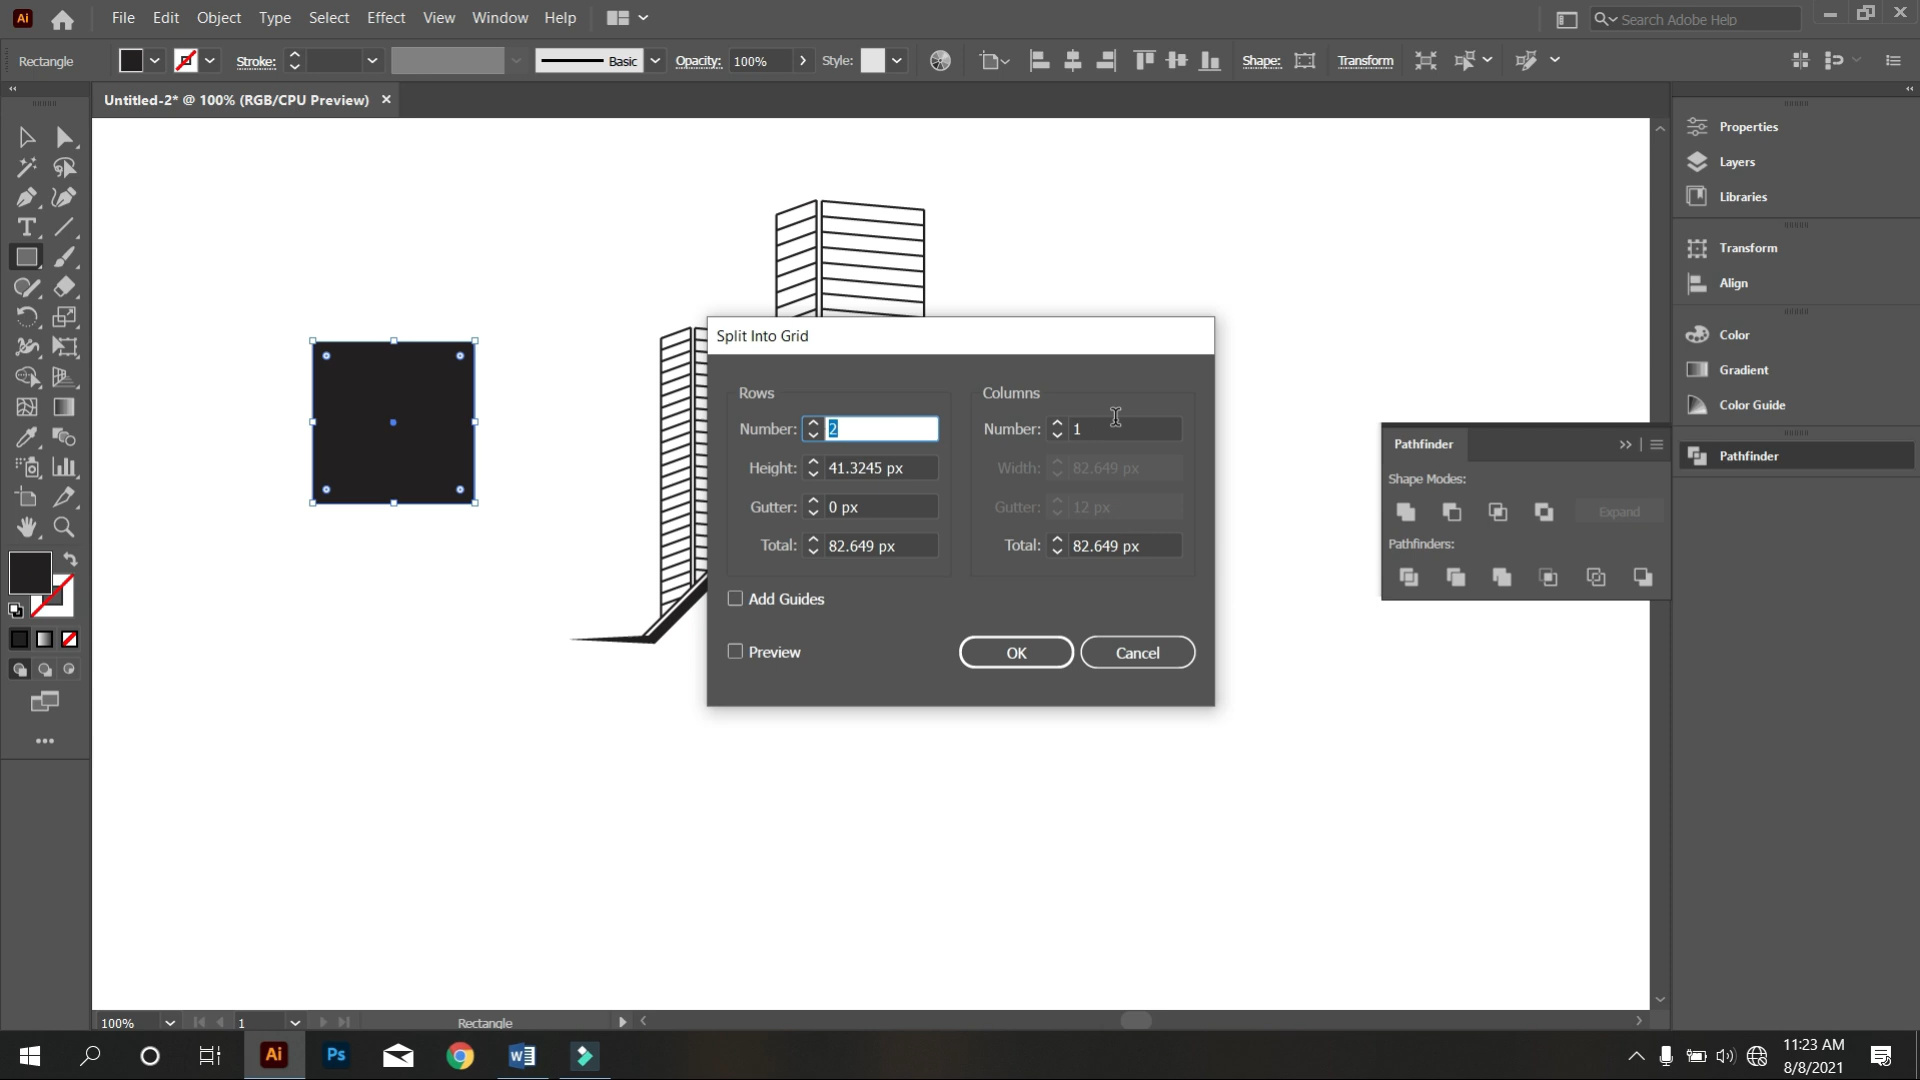 Ai File Edit Object Type Select Effect View Window Help Search Adobe Help
Rectangle Stroke: Basic Opacity: 100% Style: Shape: Transform
Untitled-2* @ 100% (RGB/CPU Preview) ×
Properties
Layers
Libraries
Transform
Align
Color
Gradient
Color Guide
Pathfinder
Split Into Grid
Rows
Number: 2
Height: 41.3245 px
Gutter: 0 px
Total: 82.649 px
Columns
Number: 1
Width: 82.649 px
Gutter: 12 px
Total: 82.649 px
Add Guides
Preview
OK
Cancel
Pathfinder
Shape Modes:
Expand
Pathfinders:
100% 1 Rectangle
Ai Ps
11:23 AM
8/8/2021